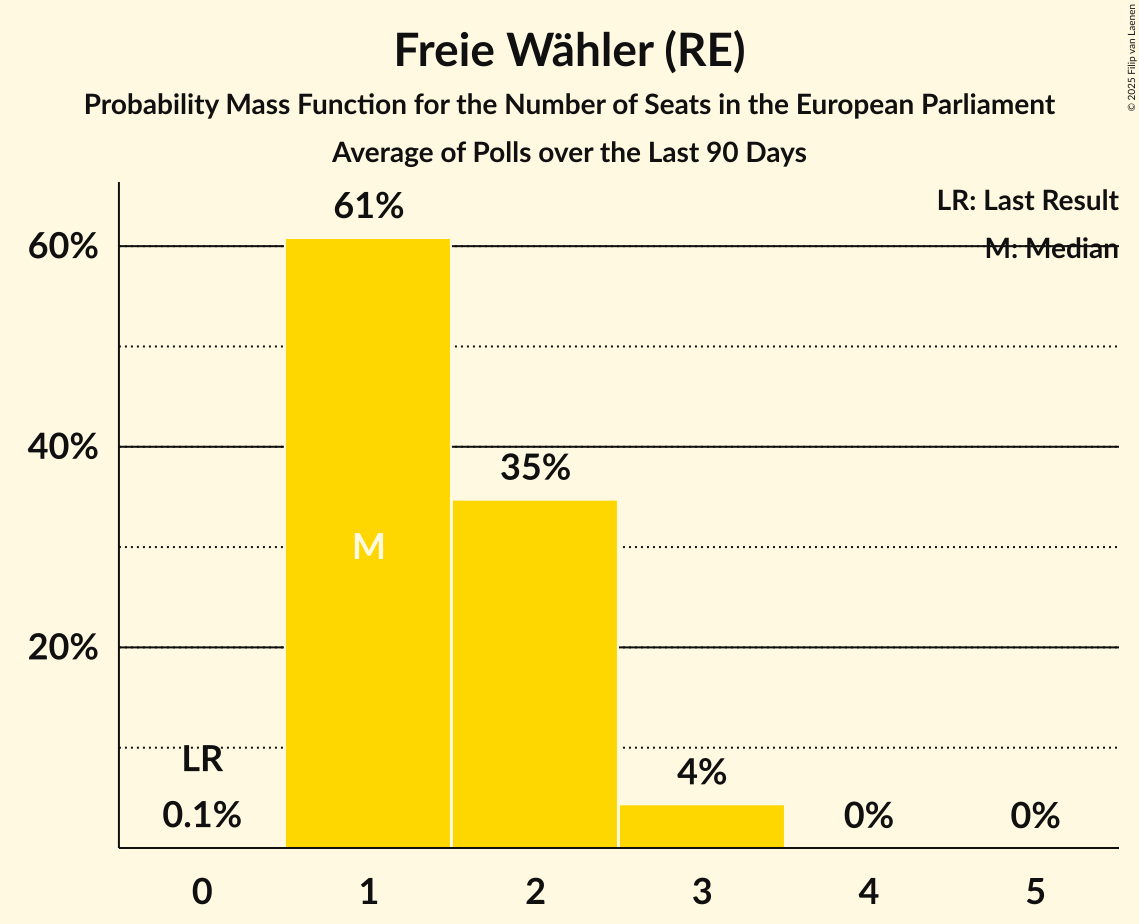 Freie Wähler (RE)
Probability Mass Function for the Number of Seats in the European Parliament
Average of Polls over the Last 90 Days
© 2025 Filip van Laenen
LR: Last Result
M: Median
60%
40%
20%
61%
35%
M
LR
0.1%
4%
0%
0%
0
1
2
3
4
5